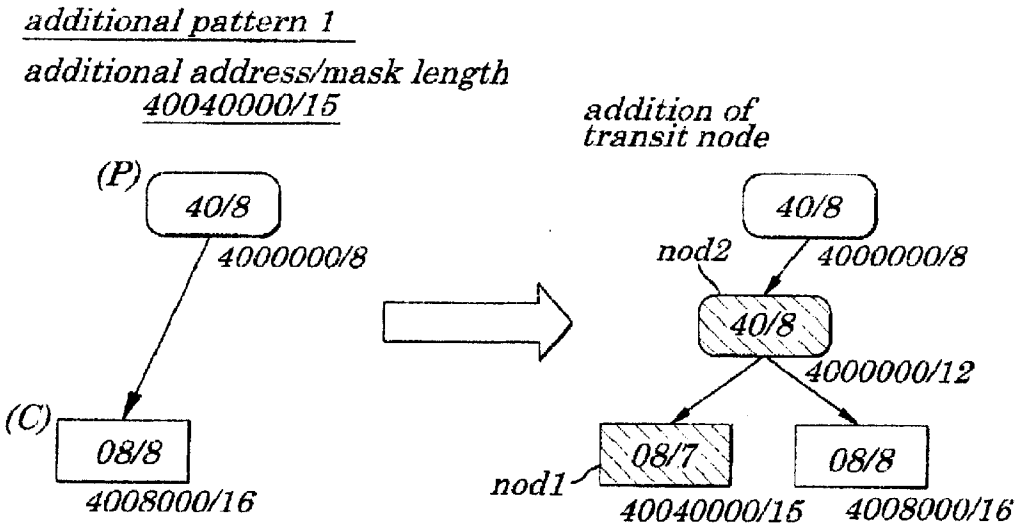 additional pattern 1
additional address/mask length
40040000/15
addition of
transit node
(P)
40/8
4000000/8
(C)
08/8
4008000/16
40/8
4000000/8
nod2
40/8
4000000/12
08/7
nod1
40040000/15
08/8
4008000/16